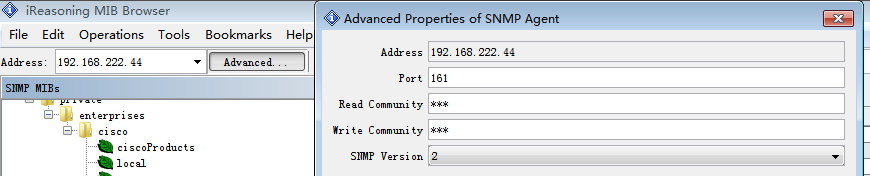 iReasoning MIB Browser
File Edit Operations Tools Bookmarks Help
Address: 192.168.222.44 Advanced...
SNMP MIBs
private
enterprises
cisco
ciscoProducts
local
Advanced Properties of SNMP Agent
Address 192.168.222.44
Port 161
Read Community ***
Write Community ***
SNMP Version 2